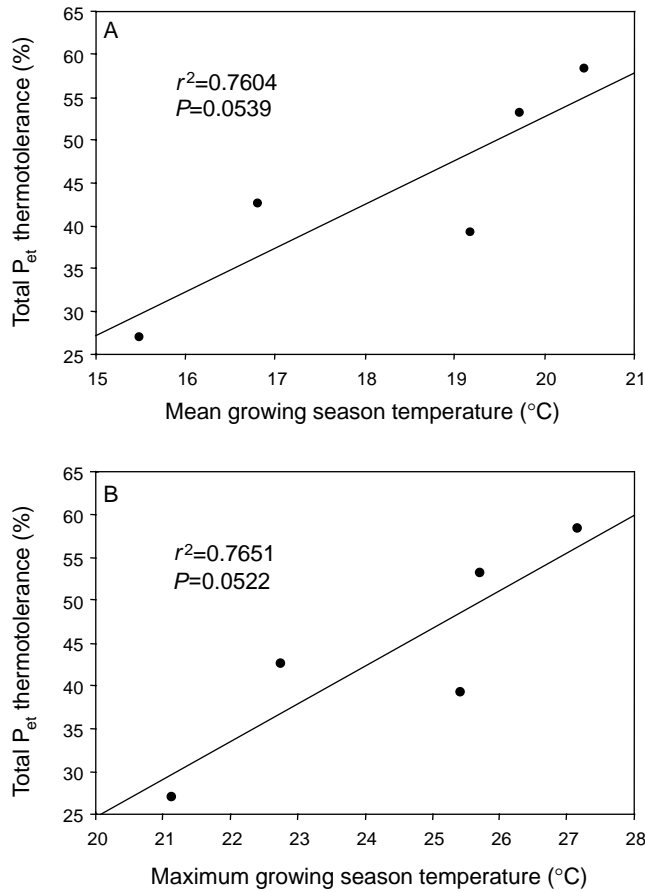 A
r²=0.7604
P=0.0539
Total Pet thermotolerance (%)
65
60
55
50
45
40
35
30
25
15 16 17 18 19 20 21
Mean growing season temperature (°C)
B
r²=0.7651
P=0.0522
Total Pet thermotolerance (%)
65
60
55
50
45
40
35
30
25
20 21 22 23 24 25 26 27 28
Maximum growing season temperature (°C)